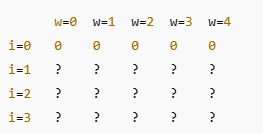 w=0 w=1 w=2 w=3 w=4
i=0 0 0 0 0 0
i=1 ? ? ? ? ?
i=2 ? ? ? ? ?
i=3 ? ? ? ? ?